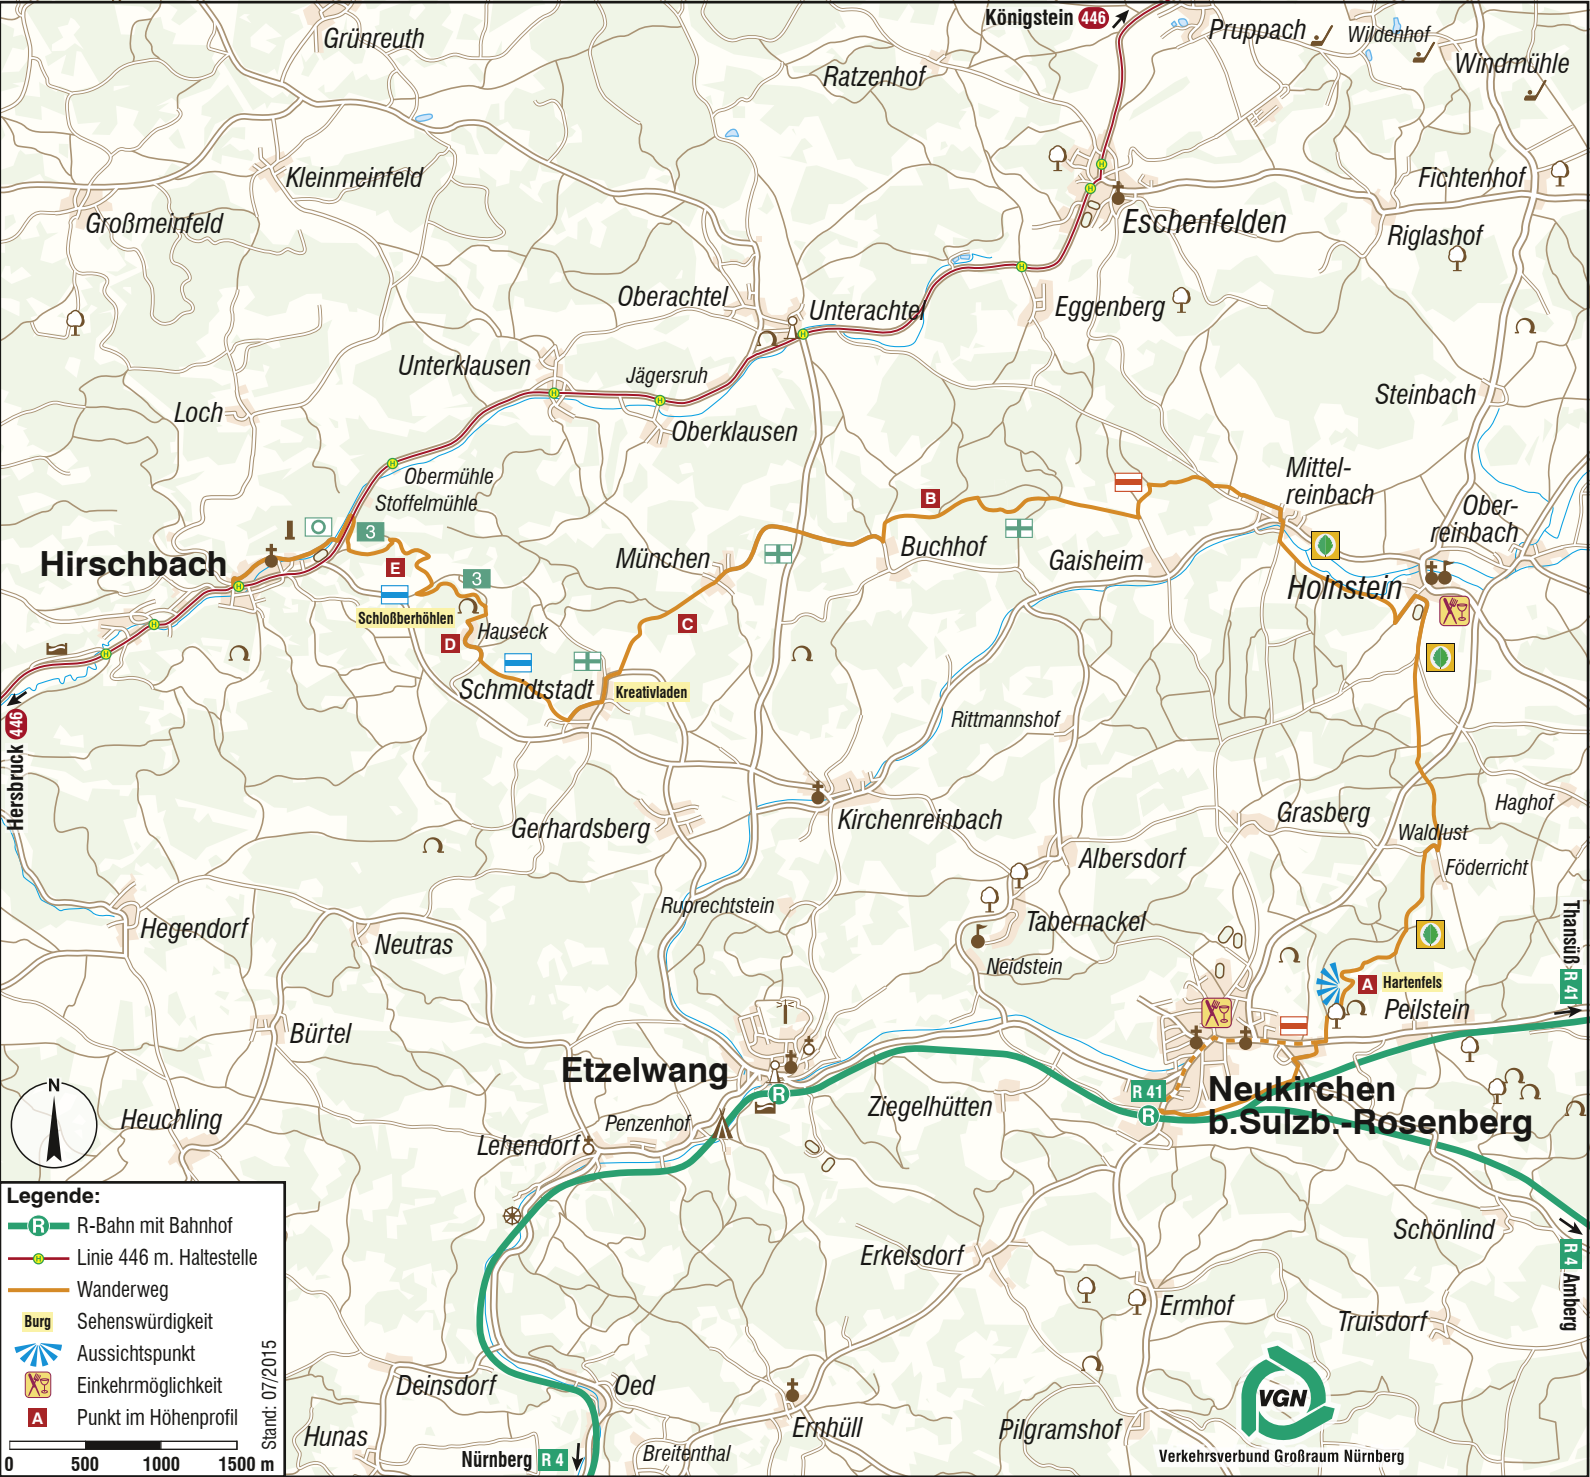 Königstein 446
Pruppach
Wildenhof
Windmühle
Grünreuth
Ratzenhof
Kleinmeinfeld
Fichtenhof
Großmeinfeld
Eschenfelden
Riglashof
Oberachtel
Unterachtel
Eggenberg
H
H
H
H
Unterklausen
Jägersruh
Steinbach
H
H
Loch
Oberklausen
H
Obermühle
Stoffelmühle
Mittel-
reinbach
Ober-
reinbach
B
3
Hirschbach
München
Buchhof
Gaisheim
E
3
Holnstein
H
Schloßberhöhlen
C
H
D
Hauseck
H
Schmidtstadt
Kreativladen
446
Hersbruck
Rittmannshof
Gerhardsberg
Kirchenreinbach
Grasberg
Haghof
Waldlust
Albersdorf
Föderricht
Ruprechtstein
Hegendorf
Neutras
Tabernackel
Neidstein
Thansüß R 41
A Hartenfels
Peilstein
Bürtel
Etzelwang
R
R 41
R
Neukirchen
b.Sulzb.-Rosenberg
Ziegelhütten
N
Heuchling
Penzenhof
Lehendorf
Schönlind
R 4 Amberg
Erkelsdorf
Ermhof
Truisdorf
Deinsdorf
Oed
Ernhüll
Pilgramshof
Hunas
Breitenthal
Nürnberg R 4
VGN
Verkehrsverbund Großraum Nürnberg
Legende:
R R-Bahn mit Bahnhof
H Linie 446 m. Haltestelle
Wanderweg
Burg Sehenswürdigkeit
Aussichtspunkt
Einkehrmöglichkeit
A Punkt im Höhenprofil
0 500 1000 1500 m
Stand: 07/2015